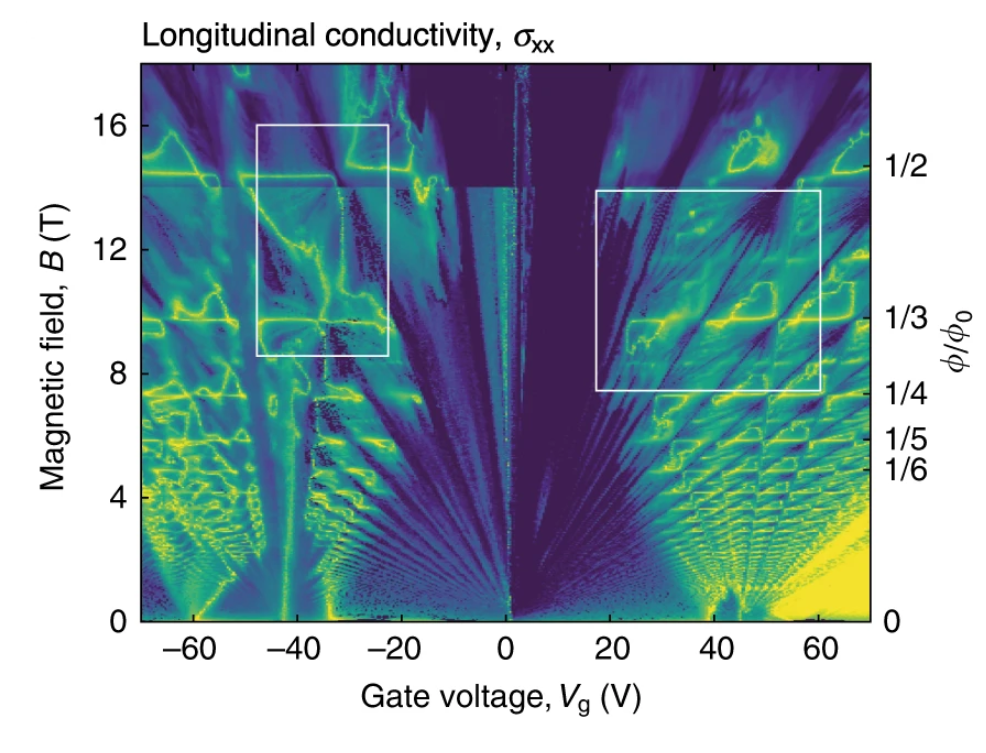 Longitudinal conductivity, σxx
16
12
8
4
0
Magnetic field, B (T)
1/2
1/3
1/4
1/5
1/6
0
ϕ/ϕ0
–60 –40 –20 0 20 40 60
Gate voltage, Vg (V)